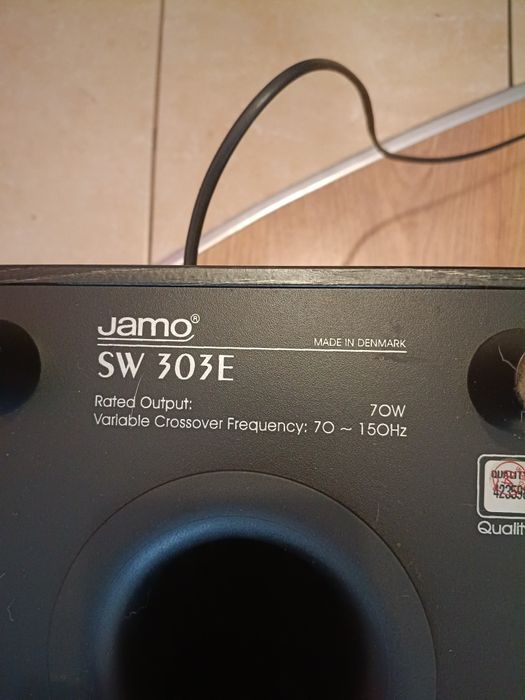 Jamo®
MADE IN DENMARK
SW 303E
Rated Output: 70W
Variable Crossover Frequency: 70 ~ 150Hz